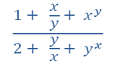 1 + x/y + x^y
2 + y/x + y^x